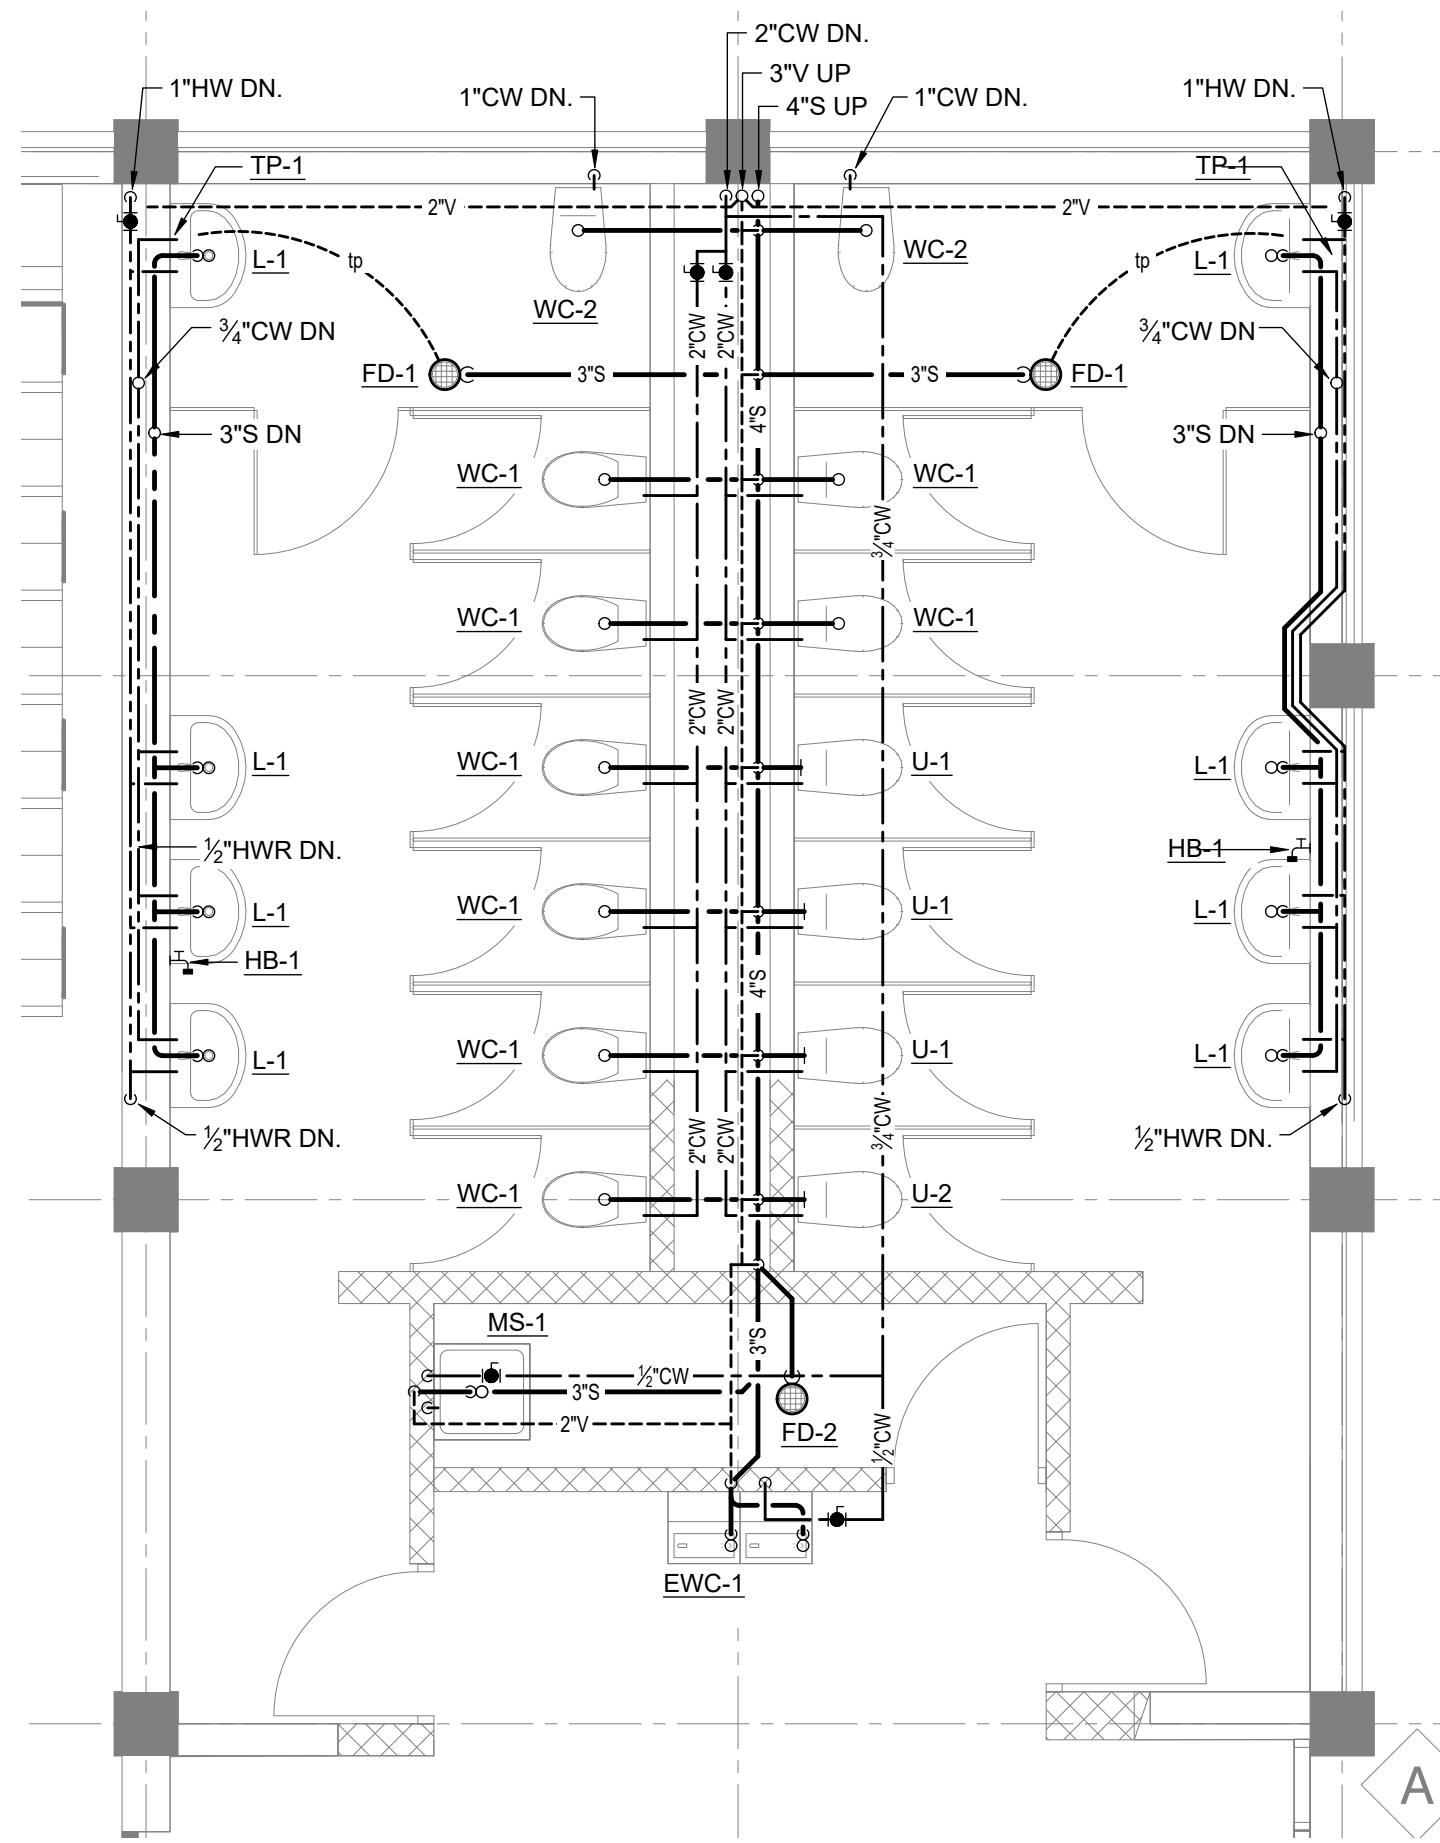 2"CW DN.
3"V UP
1"HW DN.
1"CW DN.
4"S UP
1"CW DN.
1"HW DN.
TP-1
TP-1
2"V
2"V
L-1
tp
WC-2
WC-2
tp
L-1
¾"CW DN
2"CW
2"CW
¾"CW DN
FD-1
3"S
3"S
FD-1
3"S DN
4"S
3"S DN
WC-1
WC-1
¾"CW
WC-1
WC-1
2"CW
2"CW
L-1
WC-1
U-1
L-1
½"HWR DN.
HB-1
L-1
WC-1
U-1
L-1
HB-1
4"S
L-1
WC-1
U-1
L-1
½"HWR DN.
2"CW
2"CW
¾"CW
½"HWR DN.
WC-1
U-2
MS-1
3"S
½"CW
3"S
2"V
FD-2
½"CW
EWC-1
A